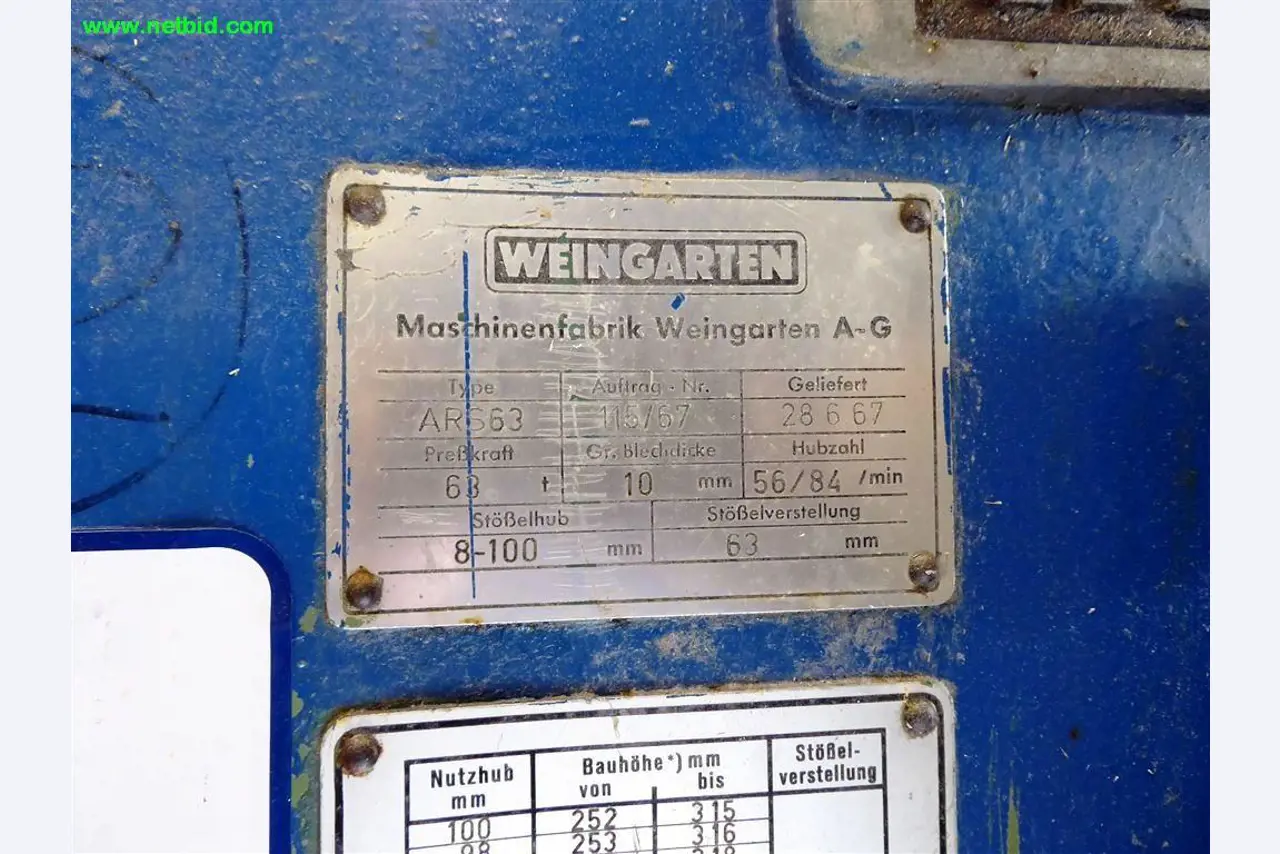 www.netbid.com
WEINGARTEN
Maschinenfabrik Weingarten A-G
Type Auftrag-Nr. Geliefert
ARS63 115/67 28 6 67
Preßkraft Gr. Blechdicke Hubzahl
63 t 10 mm 56/84 /min
Stößelhub Stößelverstellung
8-100 mm 63 mm
Nutzhub mm Bauhöhe*) mm von bis Stößel-verstellung
100 252 315
253 316